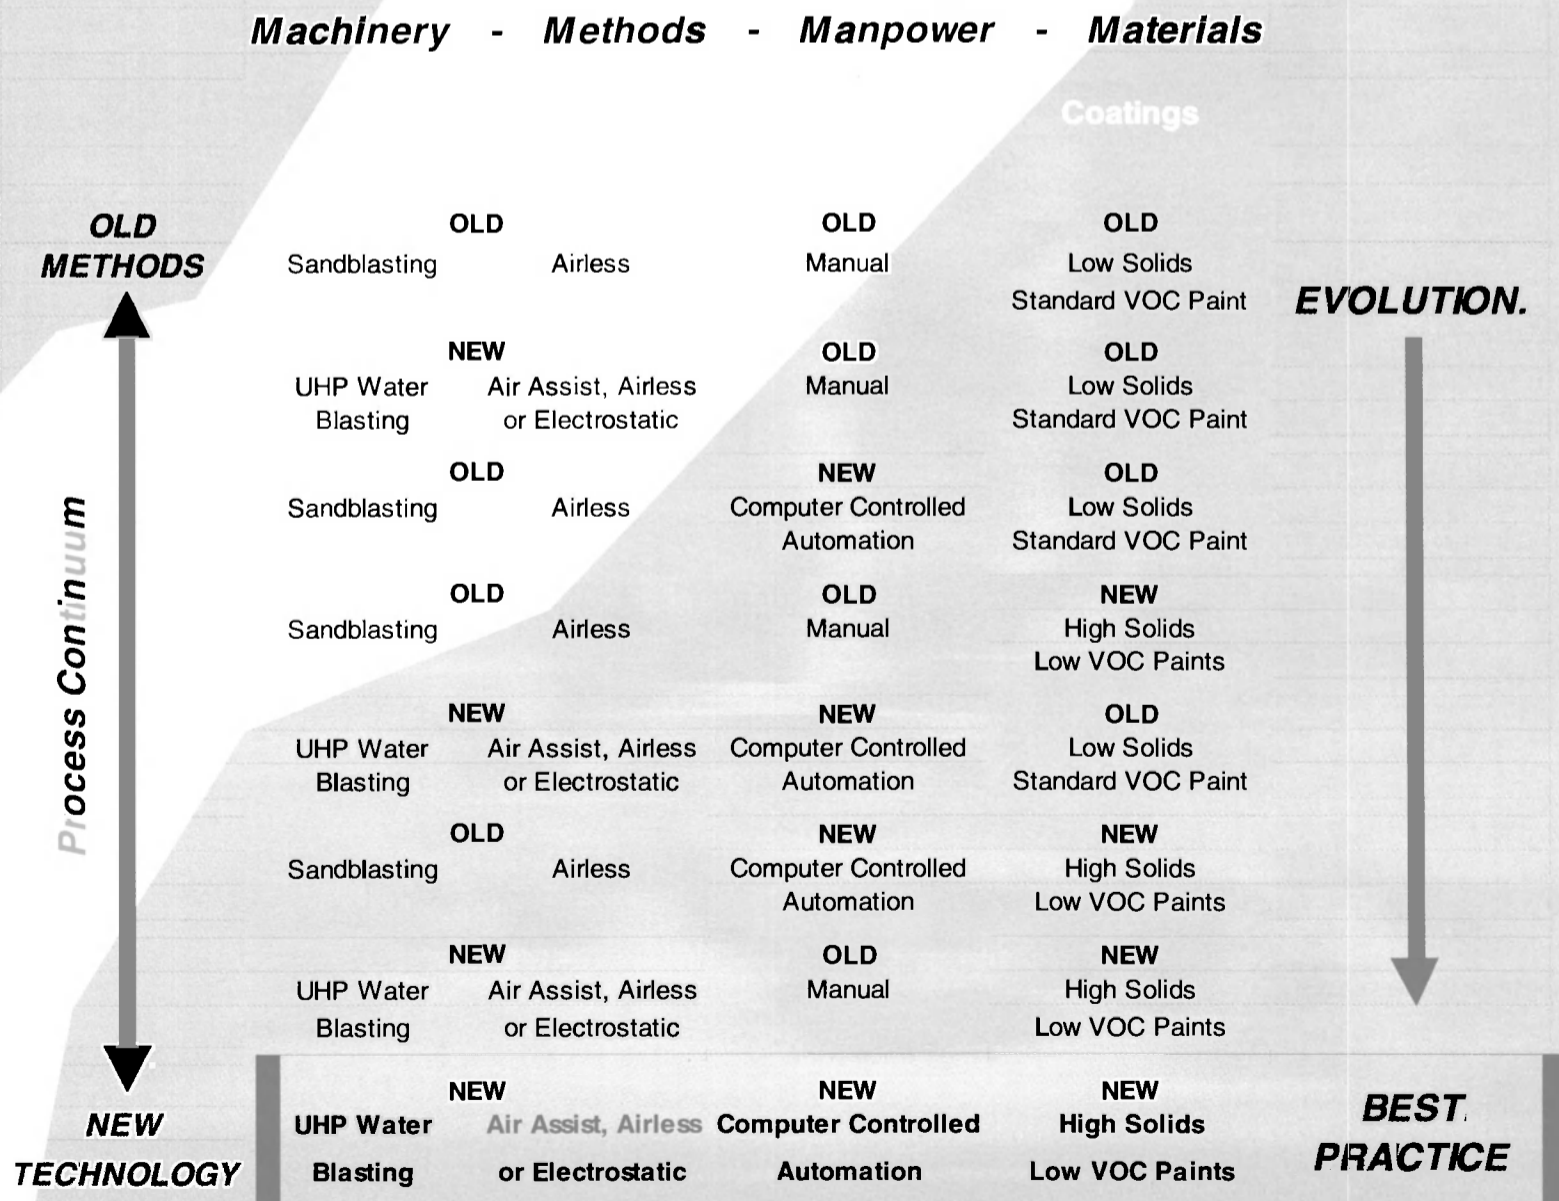 Machinery - Methods - Manpower - Materials
Coatings
OLD METHODS
OLD OLD OLD
Sandblasting Airless Manual Low Solids
Standard VOC Paint
EVOLUTION.
NEW OLD OLD
UHP Water Air Assist, Airless Manual Low Solids
Blasting or Electrostatic Standard VOC Paint
OLD NEW OLD
Sandblasting Airless Computer Controlled Low Solids
Automation Standard VOC Paint
Process Continuum
OLD OLD NEW
Sandblasting Airless Manual High Solids
Low VOC Paints
NEW NEW OLD
UHP Water Air Assist, Airless Computer Controlled Low Solids
Blasting or Electrostatic Automation Standard VOC Paint
OLD NEW NEW
Sandblasting Airless Computer Controlled High Solids
Automation Low VOC Paints
NEW OLD NEW
UHP Water Air Assist, Airless Manual High Solids
Blasting or Electrostatic Low VOC Paints
NEW TECHNOLOGY
NEW NEW NEW
UHP Water Air Assist, Airless Computer Controlled High Solids
Blasting or Electrostatic Automation Low VOC Paints
BEST.
PRACTICE